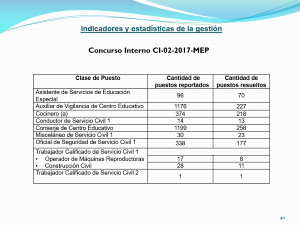 Indicadores y estadísticas de la gestión
Concurso Interno CI-02-2017-MEP
Clase de Puesto Cantidad de puestos reportados Cantidad de puestos resueltos
Asistente de Servicios de Educación Especial 96 70
Auxiliar de Vigilancia de Centro Educativo 1176 227
Cocinero (a) 374 218
Conductor de Servicio Civil 1 14 13
Conserje de Centro Educativo 1199 258
Misceláneo de Servicio Civil 1 30 23
Oficial de Seguridad de Servicio Civil 1 338 177
Trabajador Calificado de Servicio Civil 1
• Operador de Máquinas Reproductoras 17 8
• Construcción Civil 28 11
Trabajador Calificado de Servicio Civil 2 1 1
40